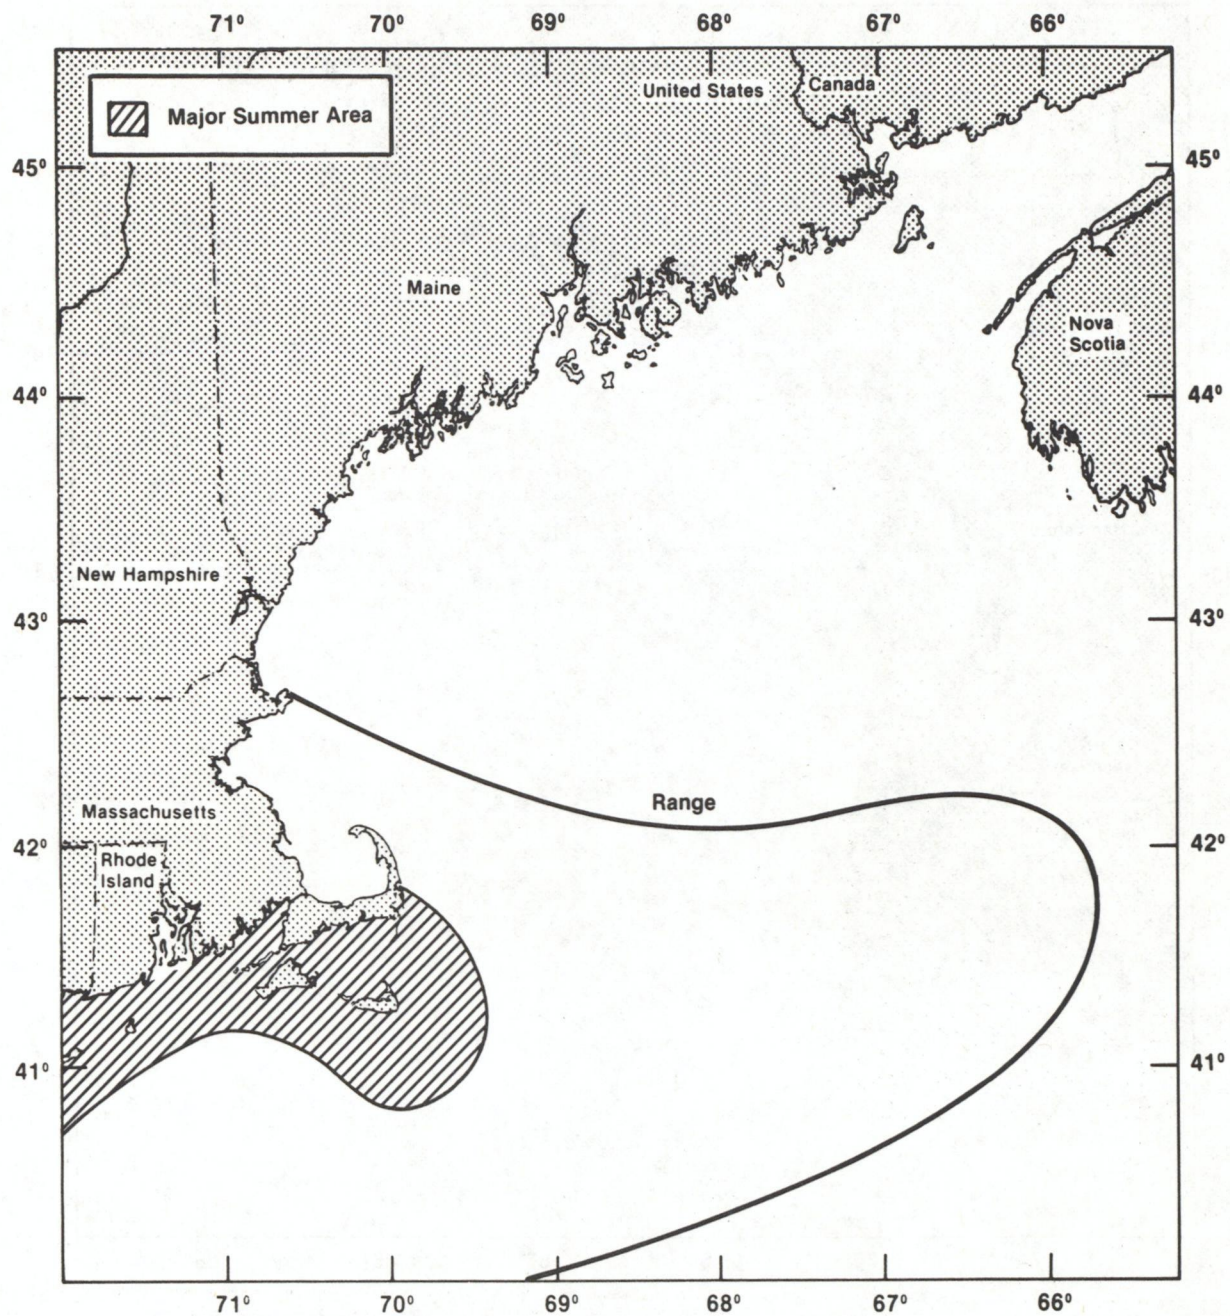 71° 70° 69° 68° 67° 66°
United States
Canada
Major Summer Area
45° 45°
Maine
Nova
Scotia
44° 44°
New Hampshire
43° 43°
Range
Massachusetts
42° 42°
Rhode
Island
41° 41°
71° 70° 69° 68° 67° 66°